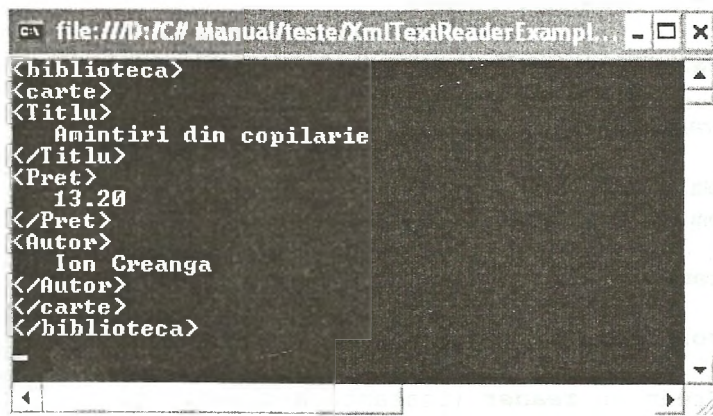 file:///D:/C# Manual/teste/XmlTextReaderExampl...
<biblioteca>
<carte>
<Titlu>
   Amintiri din copilarie
</Titlu>
<Pret>
   13.20
</Pret>
<Autor>
   Ion Creanga
</Autor>
</carte>
</biblioteca>